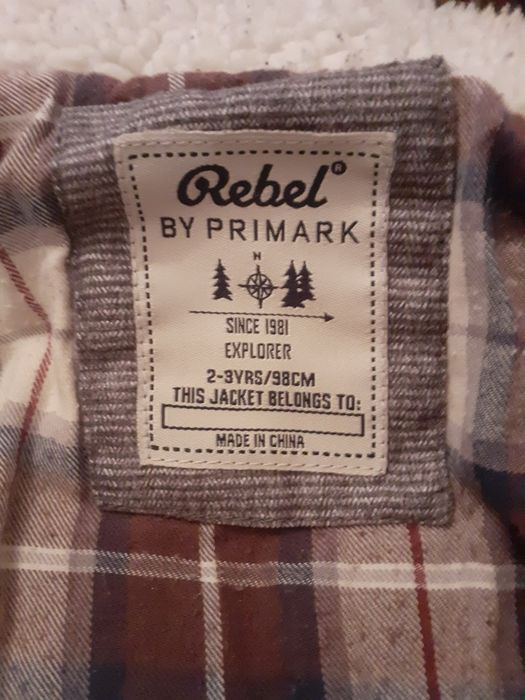 Rebel®
BY PRIMARK
N
SINCE 1981
EXPLORER
2-3YRS/98CM
THIS JACKET BELONGS TO:
MADE IN CHINA